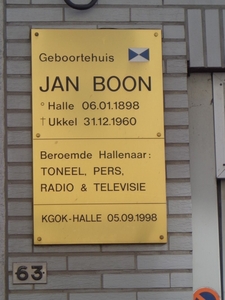 Geboortehuis
JAN BOON
* Halle 06.01.1898
† Ukkel 31.12.1960
Beroemde Hallenaar:
TONEEL, PERS,
RADIO & TELEVISIE
KGOK-HALLE 05.09.1998
63